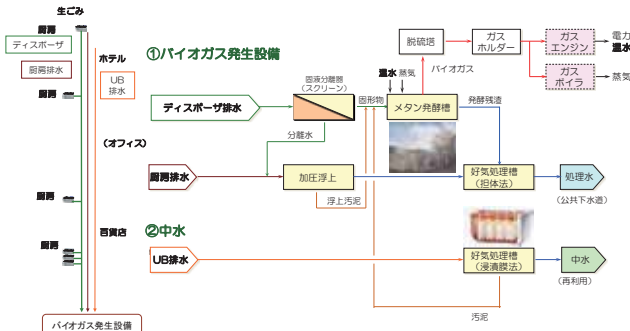 生ごみ
厨房
ディスポーザ
厨房排水
ホテル
UB
排水
厨房
(オフィス)
厨房
百貨店
厨房
バイオガス発生設備
①バイオガス発生設備
固液分離器
(スクリーン)
ディスポーザ排水
固形物
分離水
温水
蒸気
メタン発酵槽
バイオガス
脱硫塔
ガス
ホルダー
ガス
エンジン
電力
温水
ガス
ボイラ
蒸気
発酵残渣
厨房排水
加圧浮上
浮上汚泥
好気処理槽
(担体法)
処理水
(公共下水道)
②中水
UB排水
好気処理槽
(浸漬膜法)
中水
(再利用)
汚泥